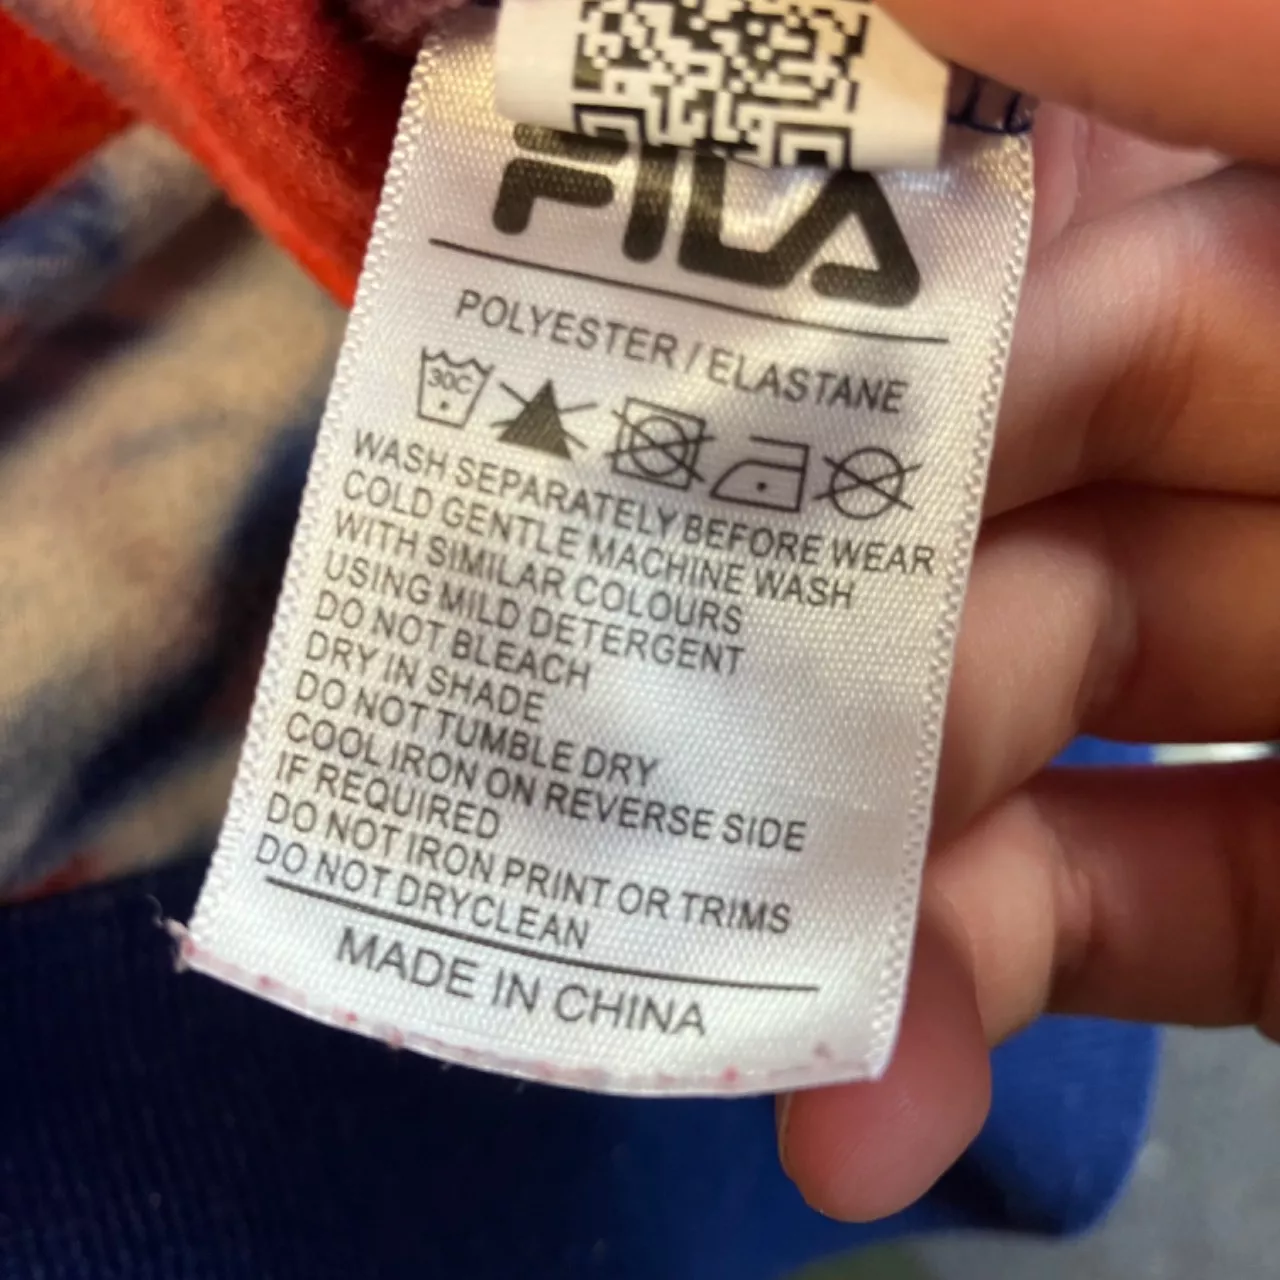 FILA
POLYESTER / ELASTANE
30C
WASH SEPARATELY BEFORE WEAR
COLD GENTLE MACHINE WASH
WITH SIMILAR COLOURS
USING MILD DETERGENT
DO NOT BLEACH
DRY IN SHADE
DO NOT TUMBLE DRY
COOL IRON ON REVERSE SIDE
IF REQUIRED
DO NOT IRON PRINT OR TRIMS
DO NOT DRYCLEAN
MADE IN CHINA